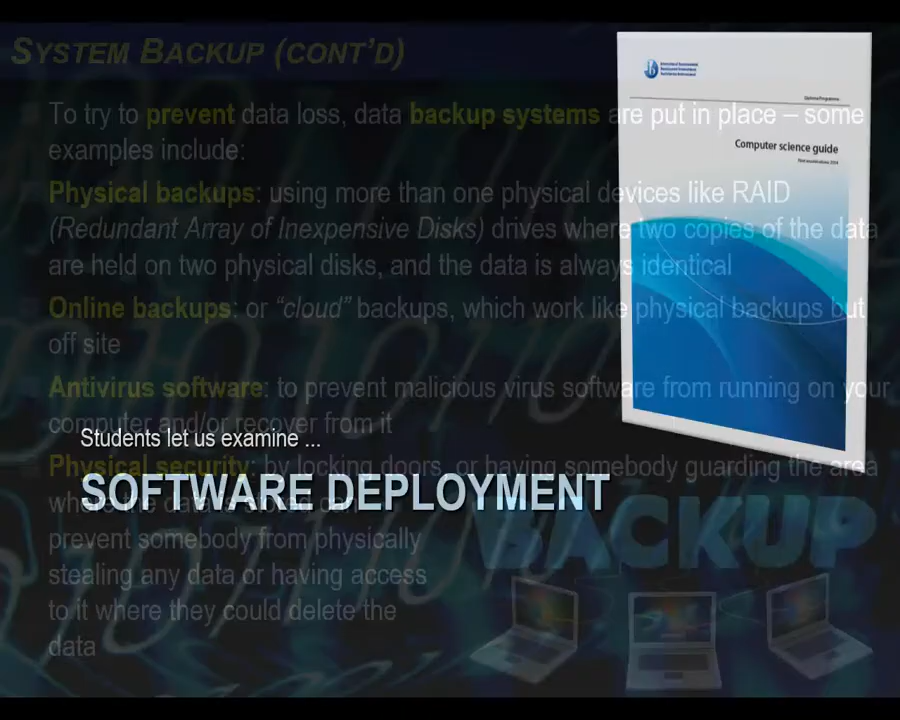 SYSTEM BACKUP (CONT'D)
To try to prevent data loss, data backup systems are put in place – some
examples include:
Physical backups: using more than one physical devices like RAID
(Redundant Array of Inexpensive Disks) drives where two copies of the data
are held on two physical disks, and the data is always identical
Online backups: or "cloud" backups, which work like physical backups but
off site
Antivirus software: to prevent malicious virus software from running on your
computer and/or recover from it
Physical security: by locking doors or having somebody guarding the area
prevent somebody from physically
stealing any data or having access
to it where they could delete the
data
Students let us examine ...
SOFTWARE DEPLOYMENT
Computer science guide
BACKUP